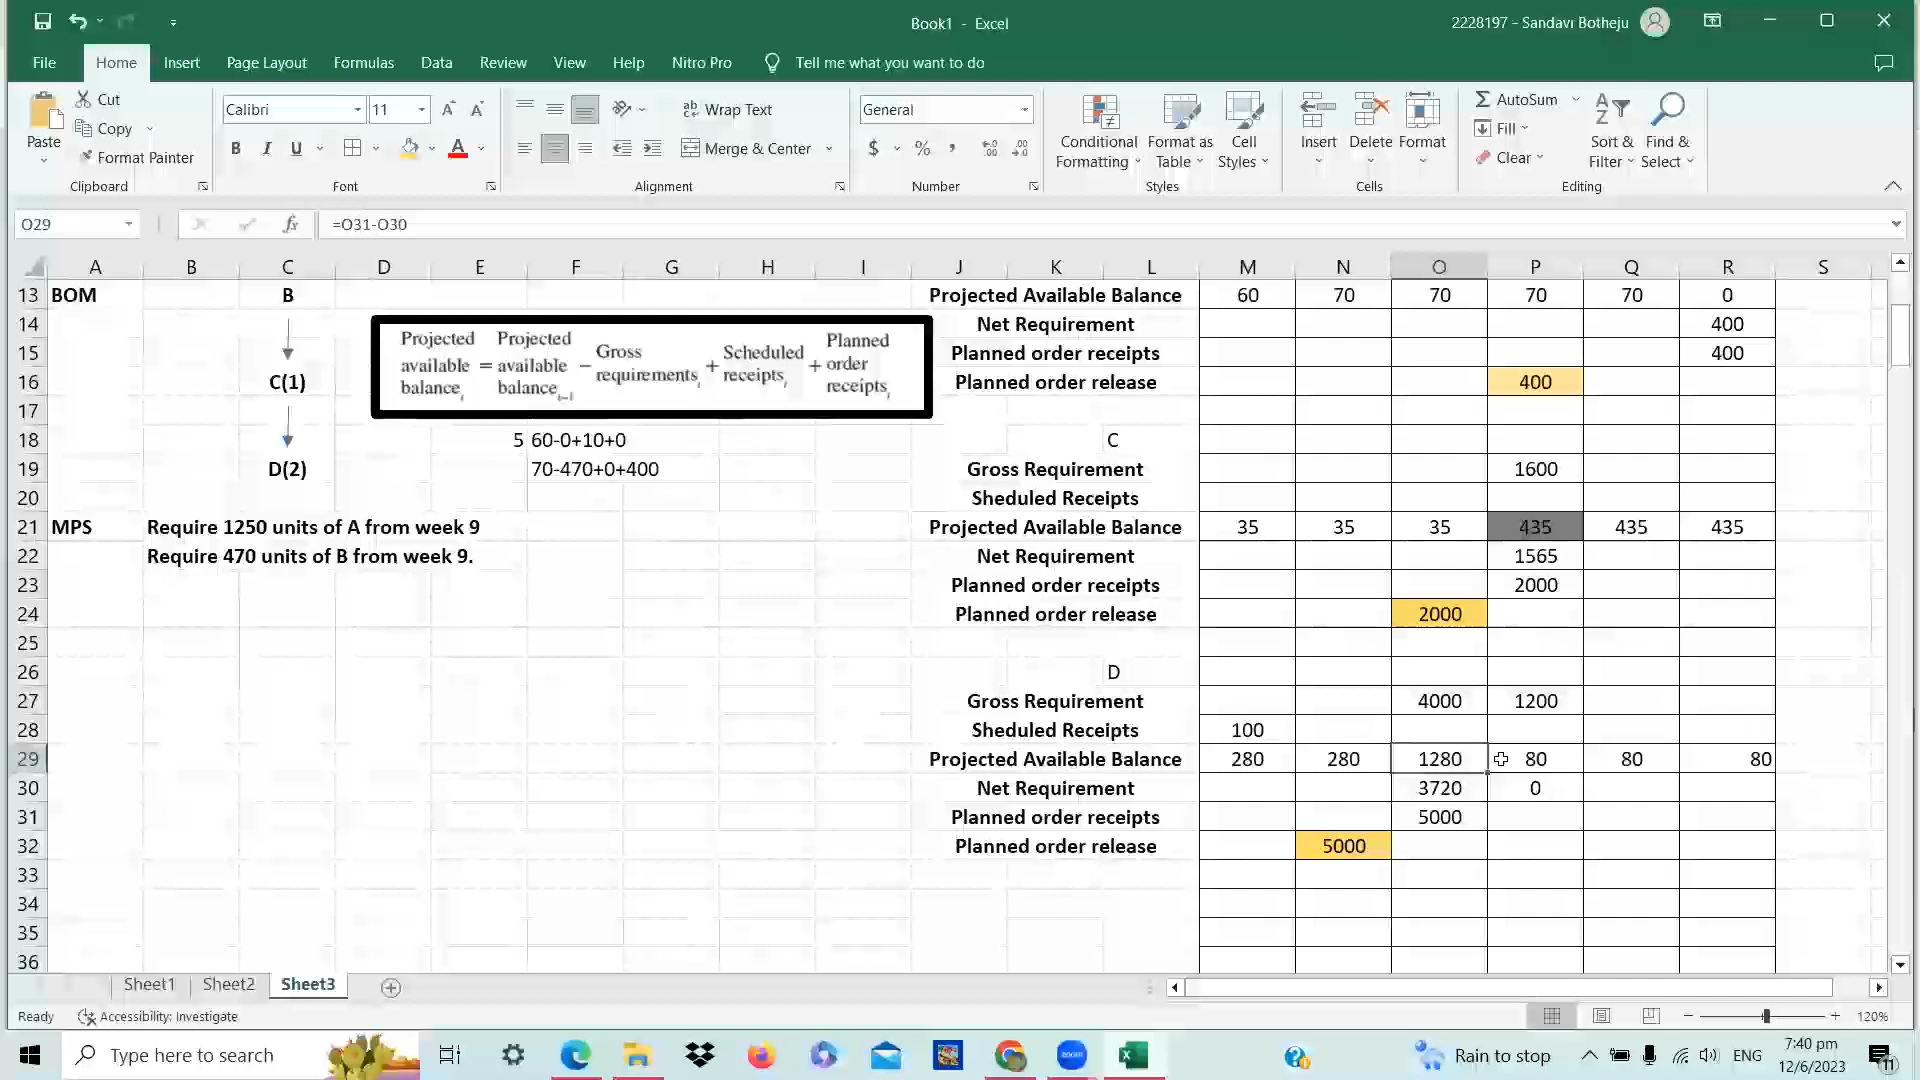 Book1 - Excel
2228197 - Sandavi Botheju
File Home Insert Page Layout Formulas Data Review View Help Nitro Pro Tell me what you want to do
Paste
Cut
Copy
Format Painter
Clipboard
Calibri 11 A A
B I U A
Font
ab Wrap Text
Merge & Center
Alignment
General
$ % ,
Number
Conditional Formatting
Format as Table
Cell Styles
Styles
Insert Delete Format
Cells
AutoSum
Fill
Clear
Sort & Filter
Find & Select
Editing
O29 fx =O31-O30
A B C D E F G H I J K L M N O P Q R S
13 BOM B Projected Available Balance 60 70 70 70 70 0
14 Net Requirement 400
15 Planned order receipts 400
16 C(1) Planned order release 400
Projected available balance t = Projected available balance t-1 - Gross requirements t + Scheduled receipts t + Planned order receipts t
17
18 5 60-0+10+0 C
19 D(2) 70-470+0+400 Gross Requirement 1600
20 Sheduled Receipts
21 MPS Require 1250 units of A from week 9 Projected Available Balance 35 35 35 435 435 435
22 Require 470 units of B from week 9. Net Requirement 1565
23 Planned order receipts 2000
24 Planned order release 2000
25
26 D
27 Gross Requirement 4000 1200
28 Sheduled Receipts 100
29 Projected Available Balance 280 280 1280 80 80 80
30 Net Requirement 3720 0
31 Planned order receipts 5000
32 Planned order release 5000
33
34
35
36
Sheet1 Sheet2 Sheet3
Ready Accessibility: Investigate 120%
Type here to search
zoom
Rain to stop ENG 7:40 pm
12/6/2023
11